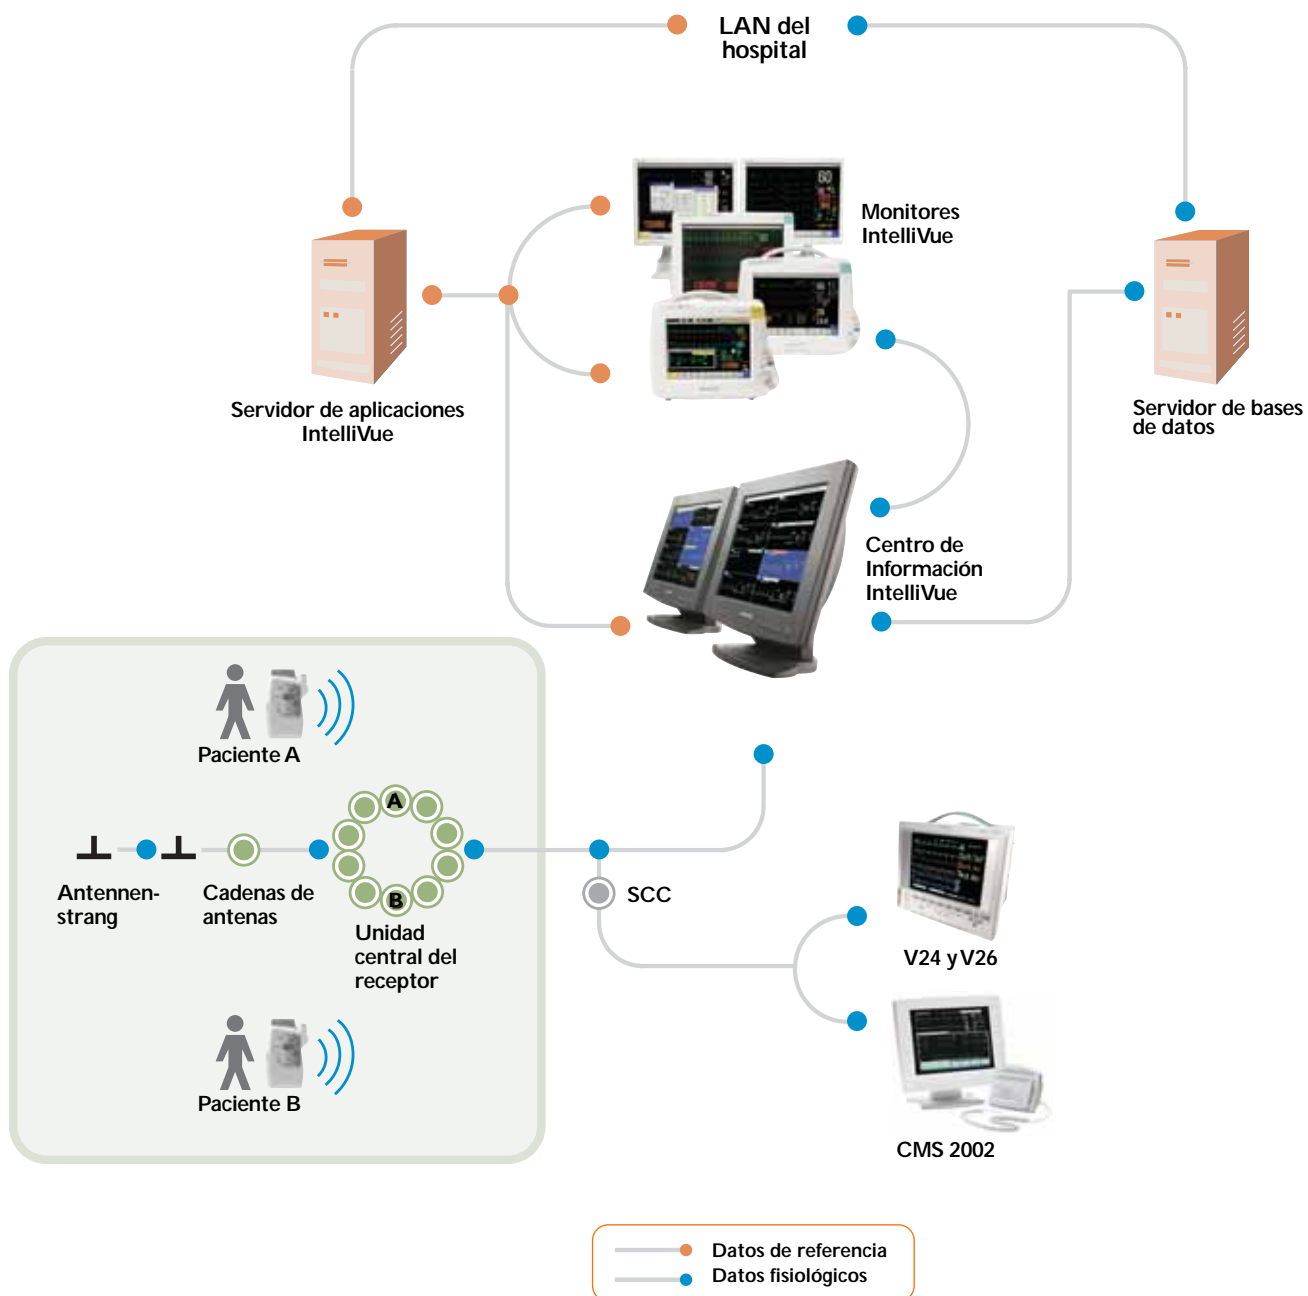 LAN del
hospital
Monitores
IntelliVue
Servidor de aplicaciones
IntelliVue
Servidor de bases
de datos
Centro de
Información
IntelliVue
Paciente A
A
B
Antennen-
strang
Cadenas de
antenas
Unidad
central del
receptor
SCC
V24 y V26
Paciente B
CMS 2002
Datos de referencia
Datos fisiológicos